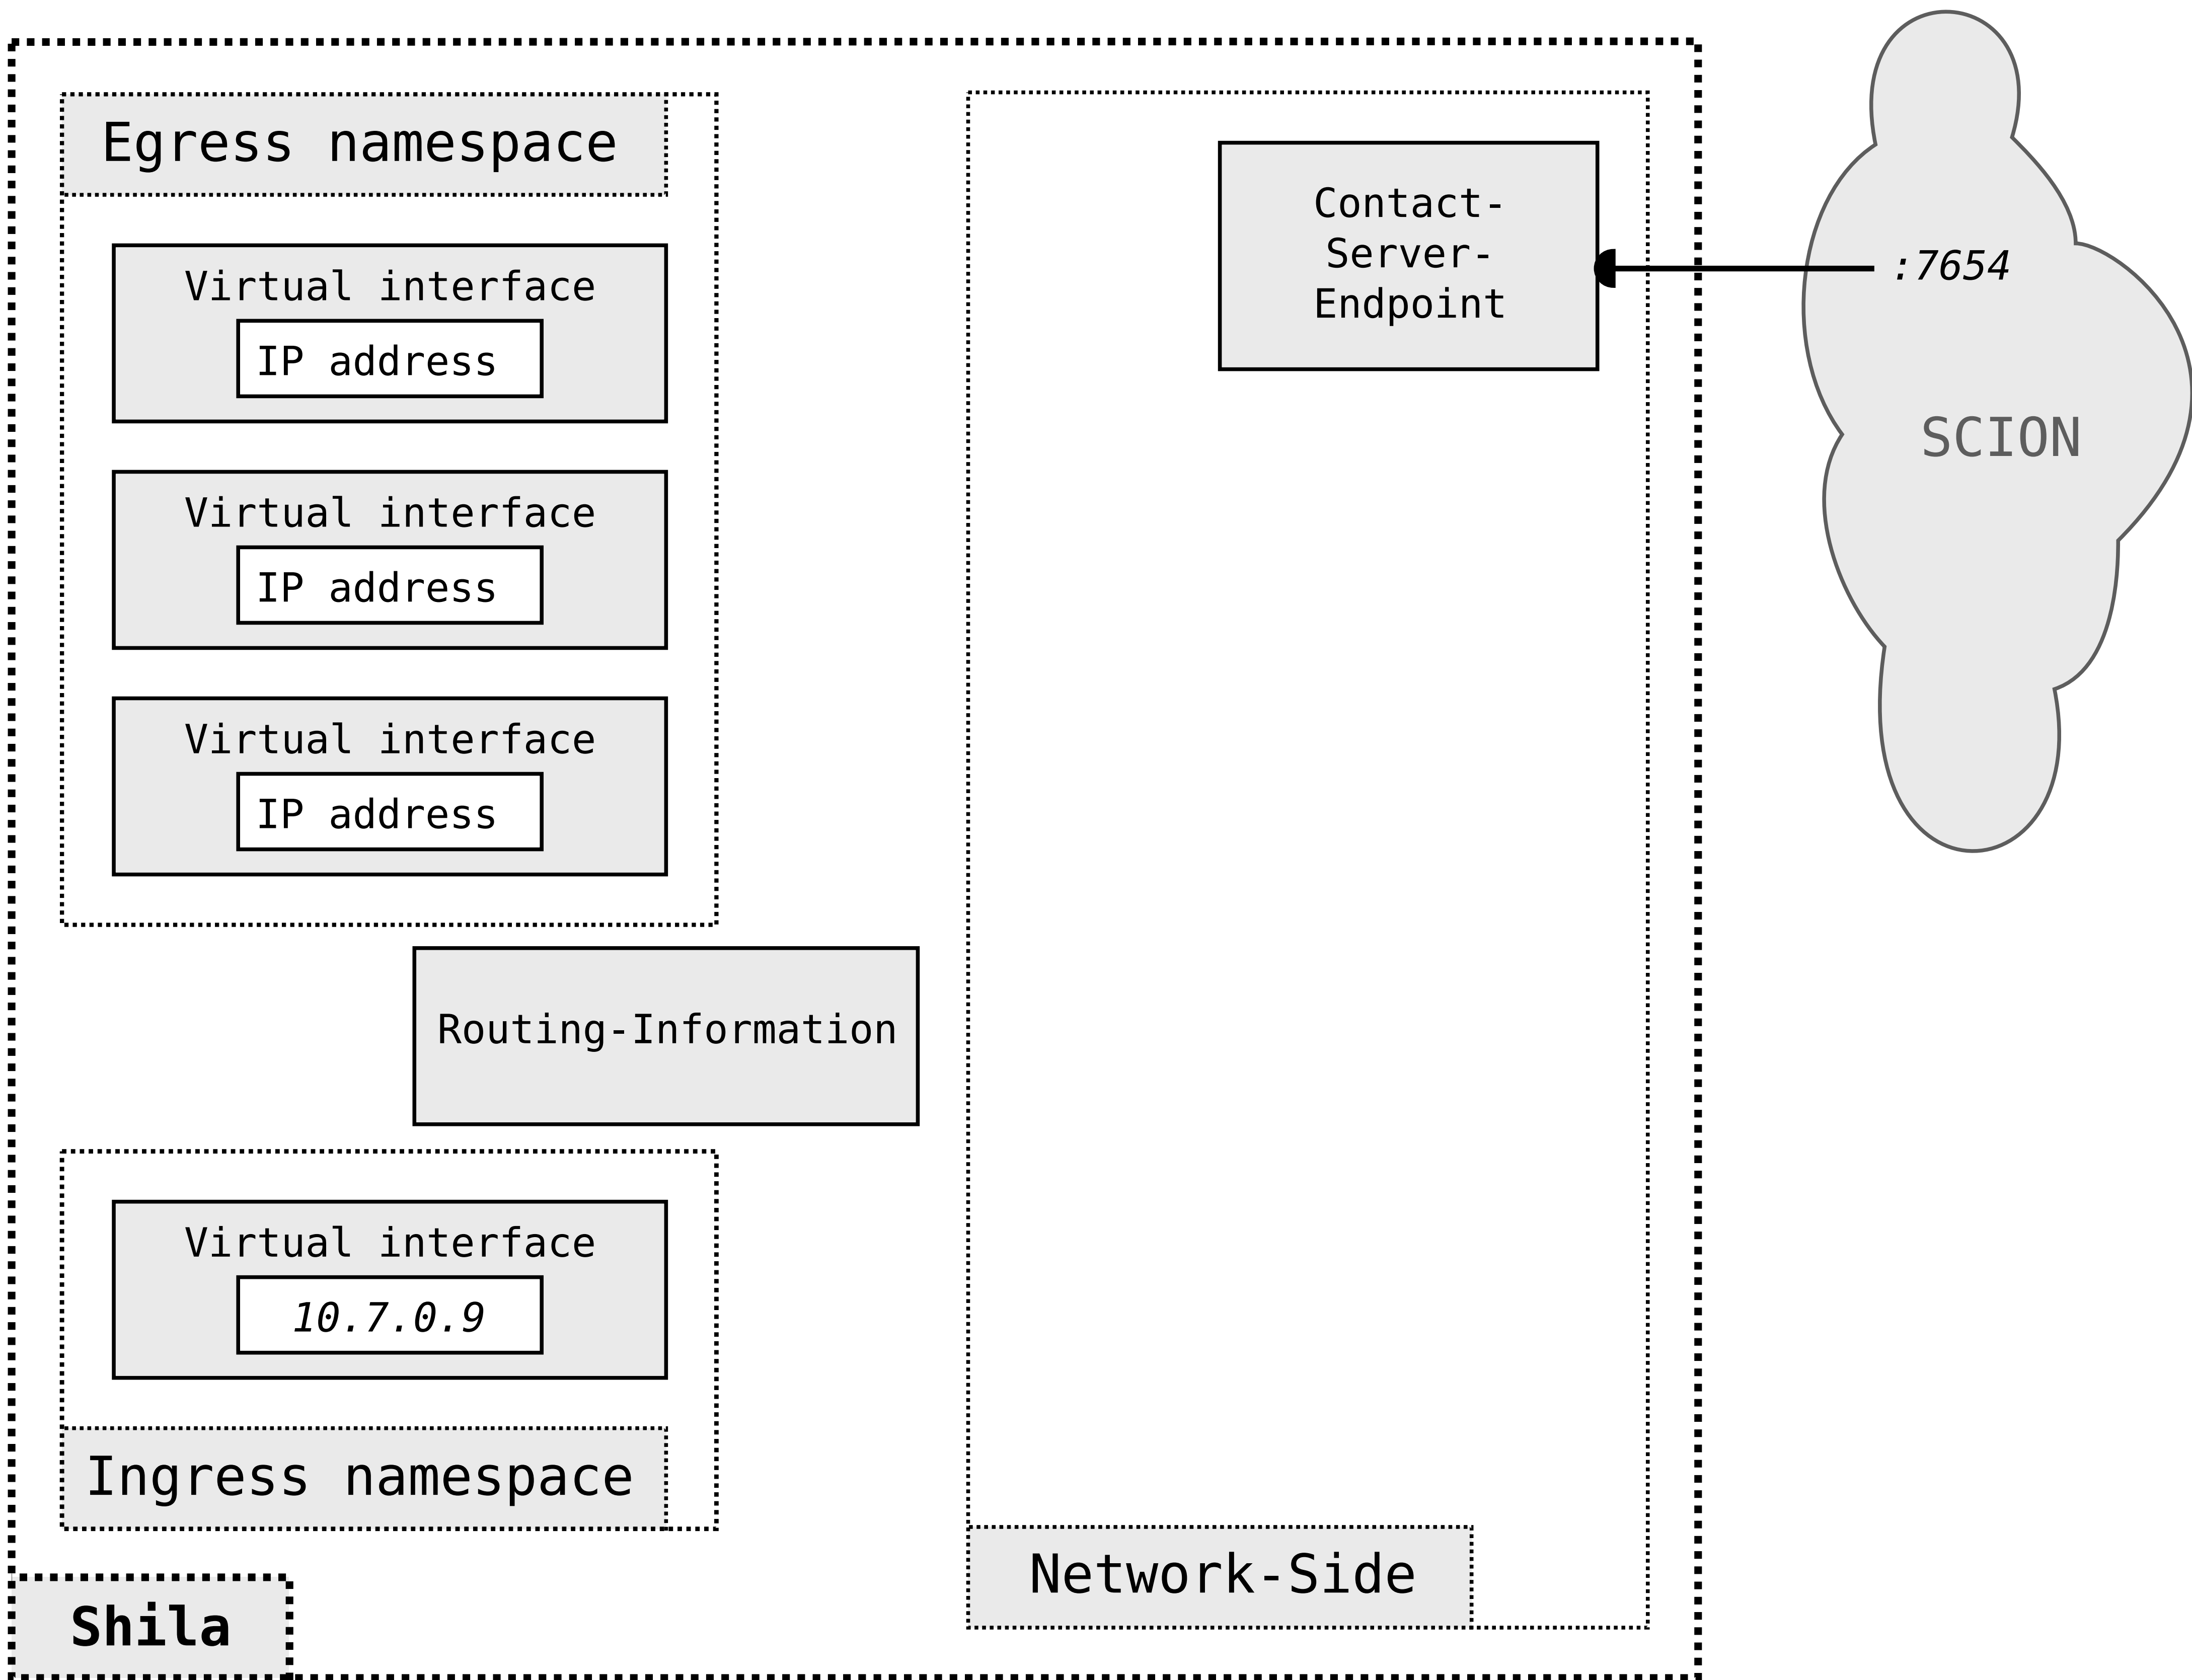 Egress namespace
Virtual interface
IP address
Virtual interface
IP address
Virtual interface
IP address
Routing-Information
Virtual interface
10.7.0.9
Ingress namespace
Shila
Contact-
Server-
Endpoint
Network-Side
:7654
SCION